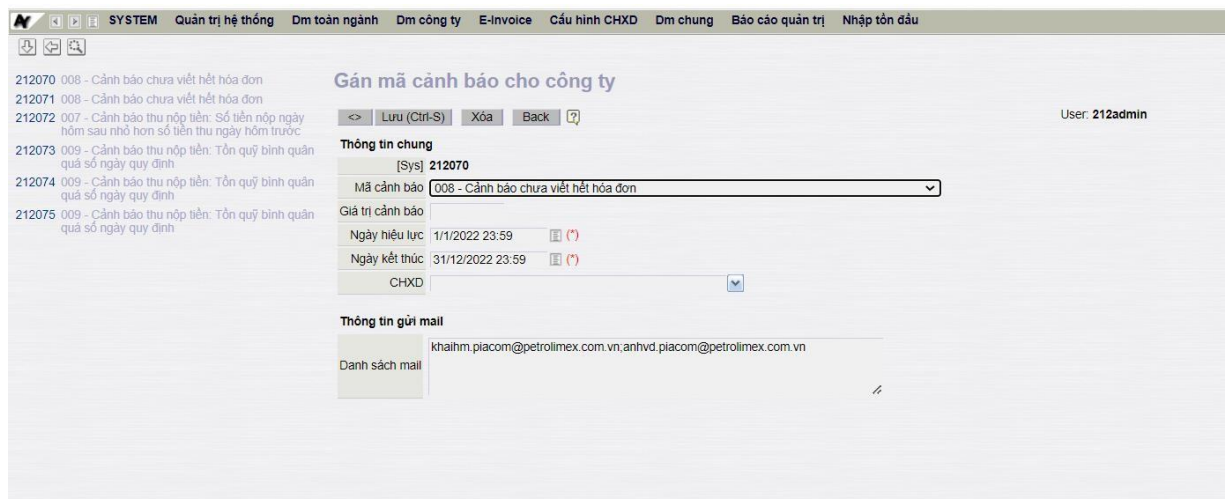 SYSTEM Quản trị hệ thống Dm toàn ngành Dm công ty E-Invoice Cấu hình CHXD Dm chung Báo cáo quản trị Nhập tồn đầu
212070 008 - Cảnh báo chưa viết hết hóa đơn
212071 008 - Cảnh báo chưa viết hết hóa đơn
212072 007 - Cảnh báo thu nộp tiền: Số tiền nộp ngày
hôm sau nhỏ hơn số tiền thu ngày hôm trước
212073 009 - Cảnh báo thu nộp tiền: Tồn quỹ bình quân
quá số ngày quy định
212074 009 - Cảnh báo thu nộp tiền: Tồn quỹ bình quân
quá số ngày quy định
212075 009 - Cảnh báo thu nộp tiền: Tồn quỹ bình quân
quá số ngày quy định
Gán mã cảnh báo cho công ty
<> Lưu (Ctrl-S) Xóa Back ?
User: 212admin
Thông tin chung
[Sys] 212070
Mã cảnh báo 008 - Cảnh báo chưa viết hết hóa đơn
Giá trị cảnh báo
Ngày hiệu lực 1/1/2022 23:59 (*)
Ngày kết thúc 31/12/2022 23:59 (*)
CHXD
Thông tin gửi mail
khaihm.piacom@petrolimex.com.vn;anhvd.piacom@petrolimex.com.vn
Danh sách mail